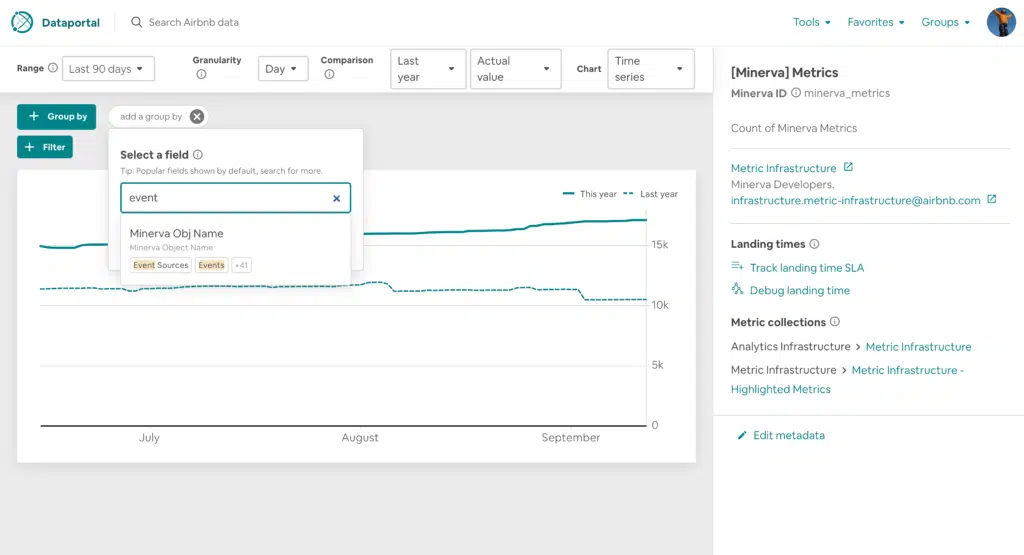 Dataportal
Search Airbnb data
Tools
Favorites
Groups
Range
Last 90 days
Granularity
Day
Comparison
Last
year
Actual
value
Chart
Time
series
+ Group by
add a group by
+ Filter
Select a field
Tip: Popular fields shown by default, search for more.
event
Minerva Obj Name
Minerva Object Name
Event Sources
Events
+41
This year
Last year
15k
10k
5k
0
July
August
September
[Minerva] Metrics
Minerva ID minerva_metrics
Count of Minerva Metrics
Metric Infrastructure
Minerva Developers.
infrastructure.metric-infrastructure@airbnb.com
Landing times
Track landing time SLA
Debug landing time
Metric collections
Analytics Infrastructure > Metric Infrastructure
Metric Infrastructure > Metric Infrastructure -
Highlighted Metrics
Edit metadata